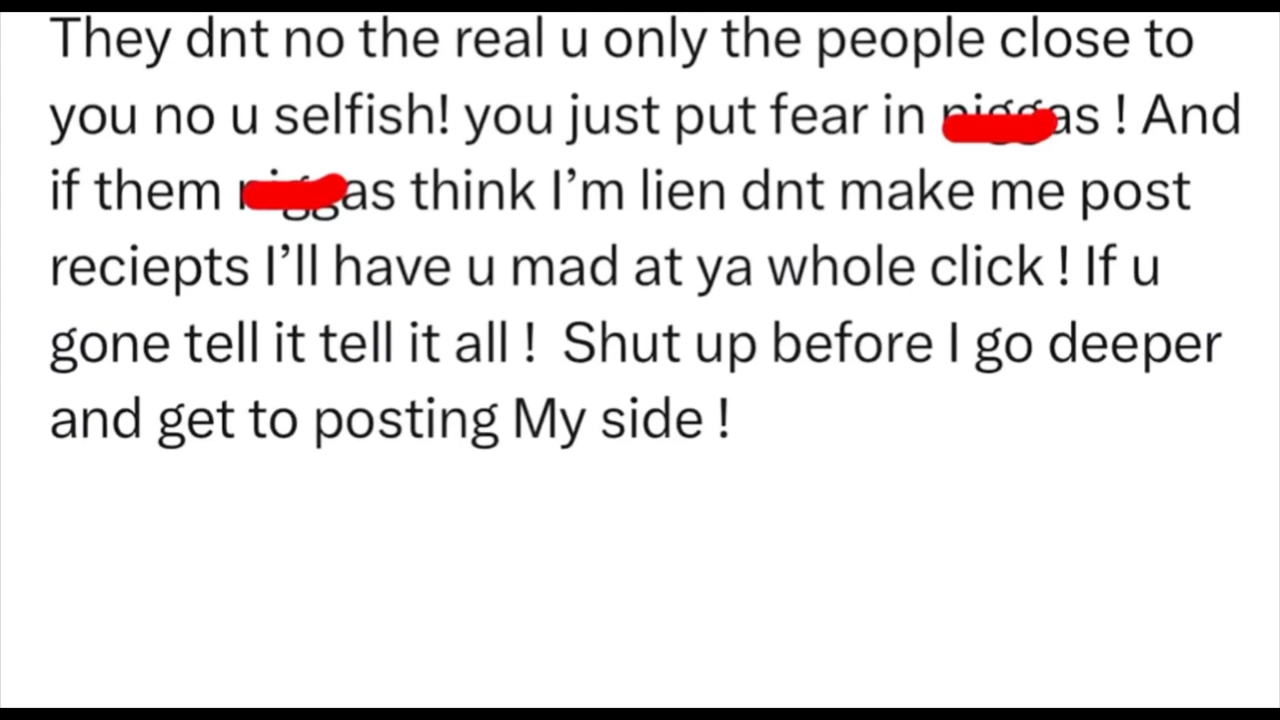 They dnt no the real u only the people close to
you no u selfish! you just put fear in niggas ! And
if them niggas think I’m lien dnt make me post
reciepts I’ll have u mad at ya whole click ! If u
gone tell it tell it all !  Shut up before I go deeper
and get to posting My side !